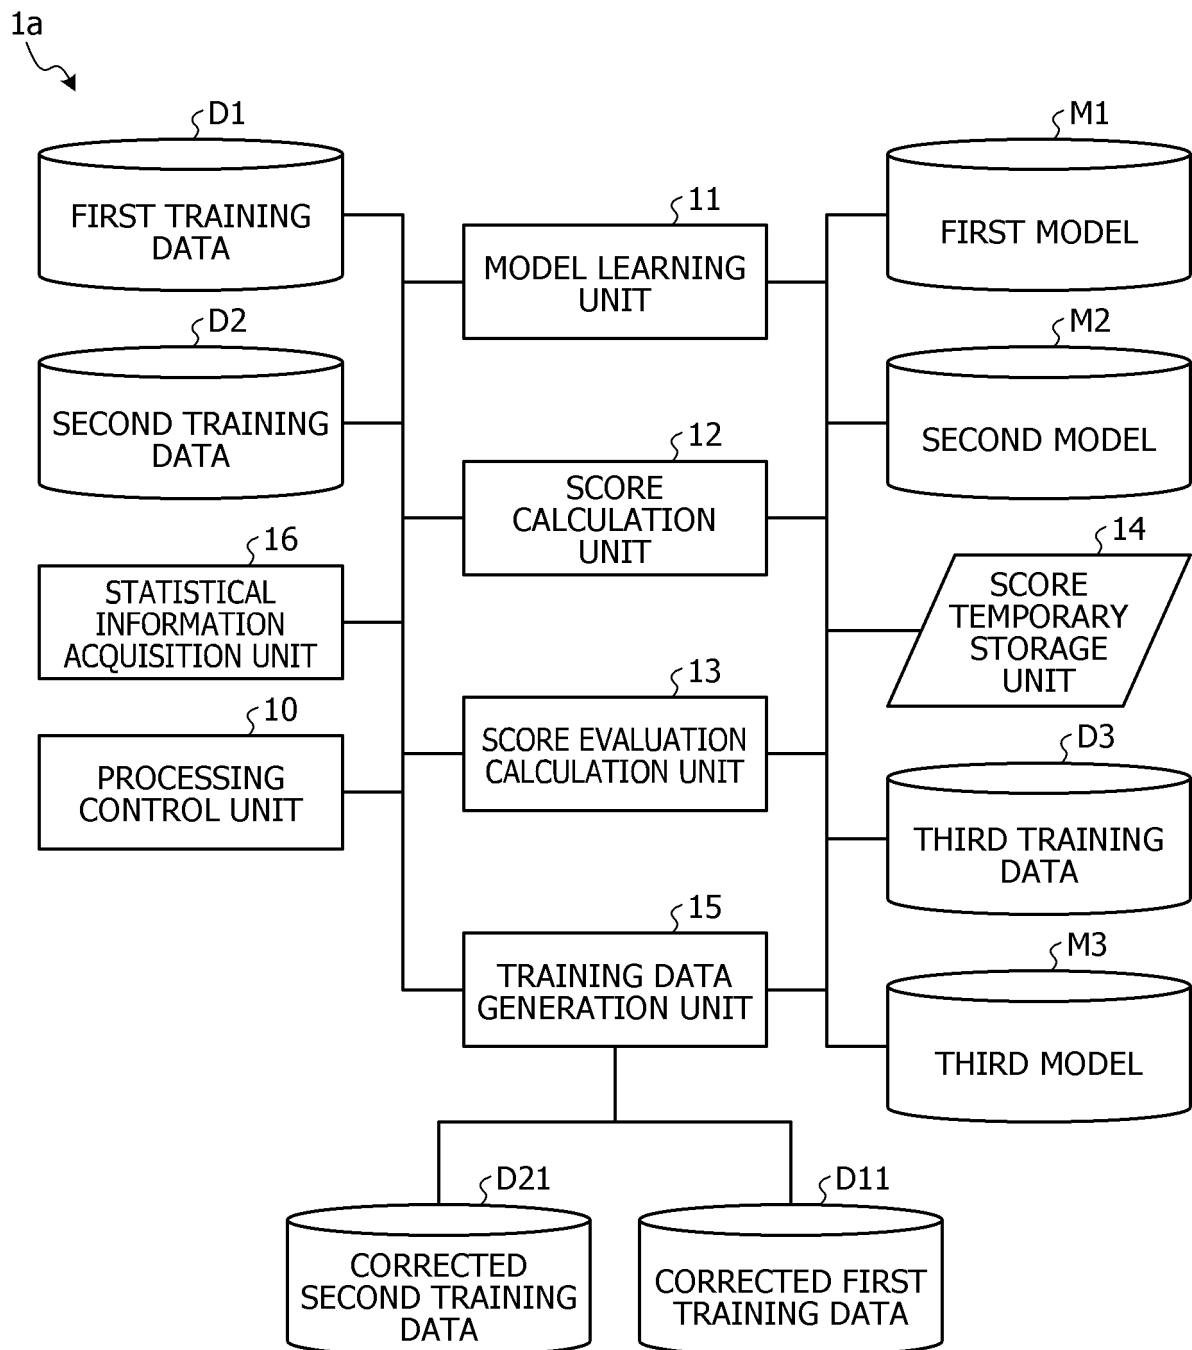 1a
D1
FIRST TRAINING
DATA
D2
SECOND TRAINING
DATA
16
STATISTICAL
INFORMATION
ACQUISITION UNIT
10
PROCESSING
CONTROL UNIT
11
MODEL LEARNING
UNIT
12
SCORE
CALCULATION
UNIT
13
SCORE EVALUATION
CALCULATION UNIT
15
TRAINING DATA
GENERATION UNIT
M1
FIRST MODEL
M2
SECOND MODEL
14
SCORE
TEMPORARY
STORAGE
UNIT
D3
THIRD TRAINING
DATA
M3
THIRD MODEL
D21
CORRECTED
SECOND TRAINING
DATA
D11
CORRECTED FIRST
TRAINING DATA